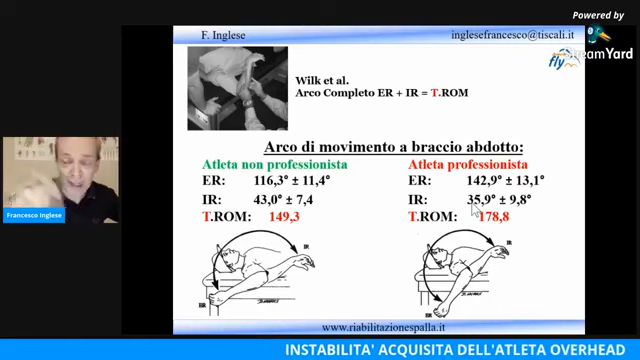 Powered by
StreamYard
F. Inglese
inglesefrancesco@tiscali.it
fly
Wilk et al.
Arco Completo ER + IR = T.ROM
Arco di movimento a braccio abdotto:
Atleta non professionista
ER: 116,3° ± 11,4°
IR: 43,0° ± 7,4
T.ROM: 149,3
Atleta professionista
ER: 142,9° ± 13,1°
IR: 35,9° ± 9,8°
T.ROM: 178,8
IR
ER
IR
ER
Francesco Inglese
www.riabilitazionespalla.it
INSTABILITA' ACQUISITA DELL'ATLETA OVERHEAD